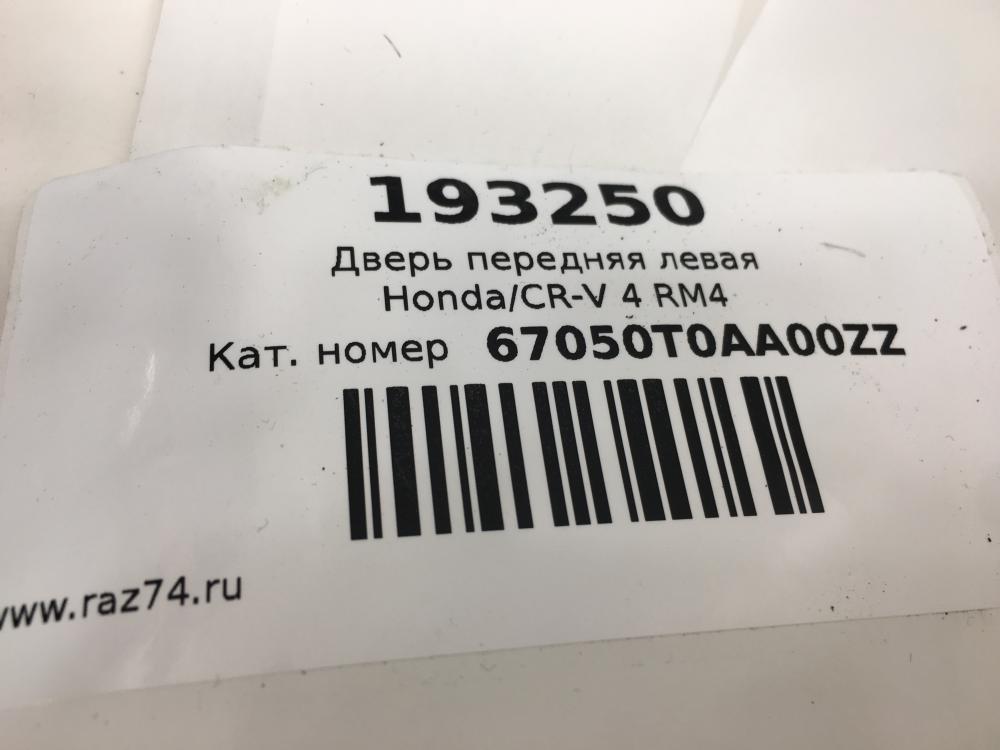 193250
Дверь передняя левая
Honda/CR-V 4 RM4
Кат. номер 67050T0AA00ZZ
www.raz74.ru